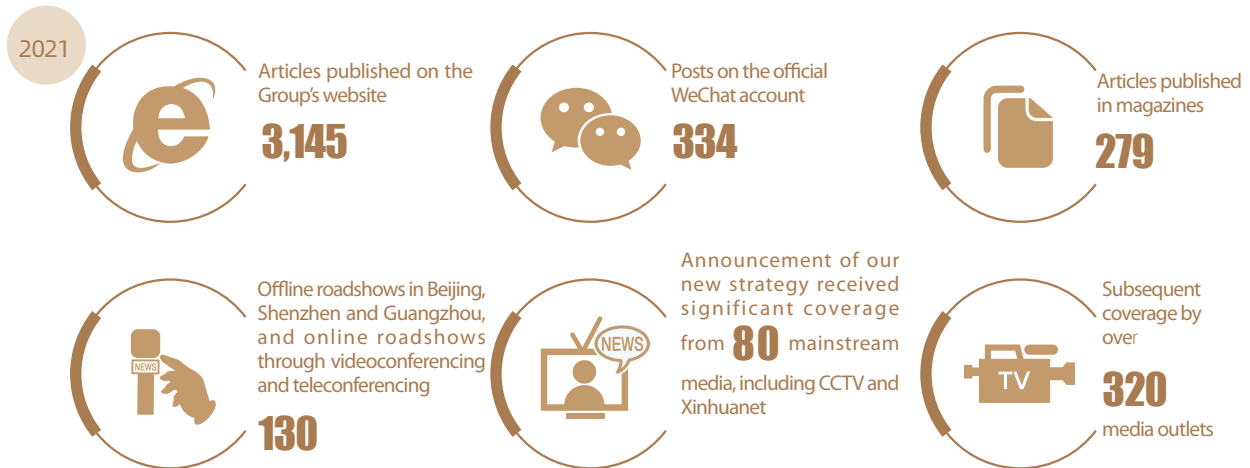 2021
Articles published on the
Group's website
3,145
Posts on the official
WeChat account
334
Articles published
in magazines
279
Offline roadshows in Beijing,
Shenzhen and Guangzhou,
and online roadshows
through videoconferencing
and teleconferencing
130
NEWS
NEWS
Announcement of our
new strategy received
significant coverage
from 80 mainstream
media, including CCTV and
Xinhuanet
TV
Subsequent
coverage by
over
320
media outlets